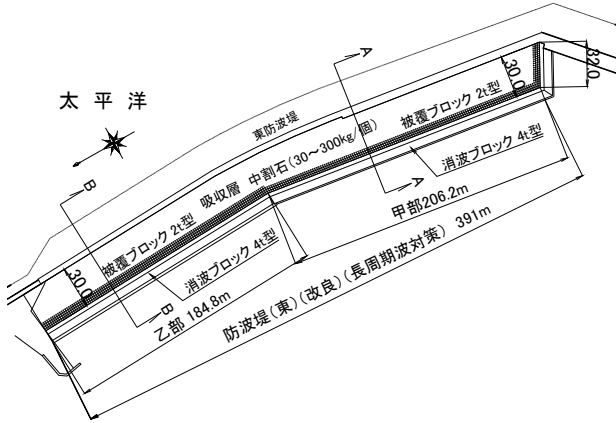 太平洋
東防波堤
A
A
B
B
30.0
30.0
32.0
被覆ブロック 2t型
吸収層 中割石(30～300kg/個)
被覆ブロック 2t型
消波ブロック 4t型
消波ブロック 4t型
甲部206.2m
乙部 184.8m
防波堤(東)(改良)(長周期波対策) 391m